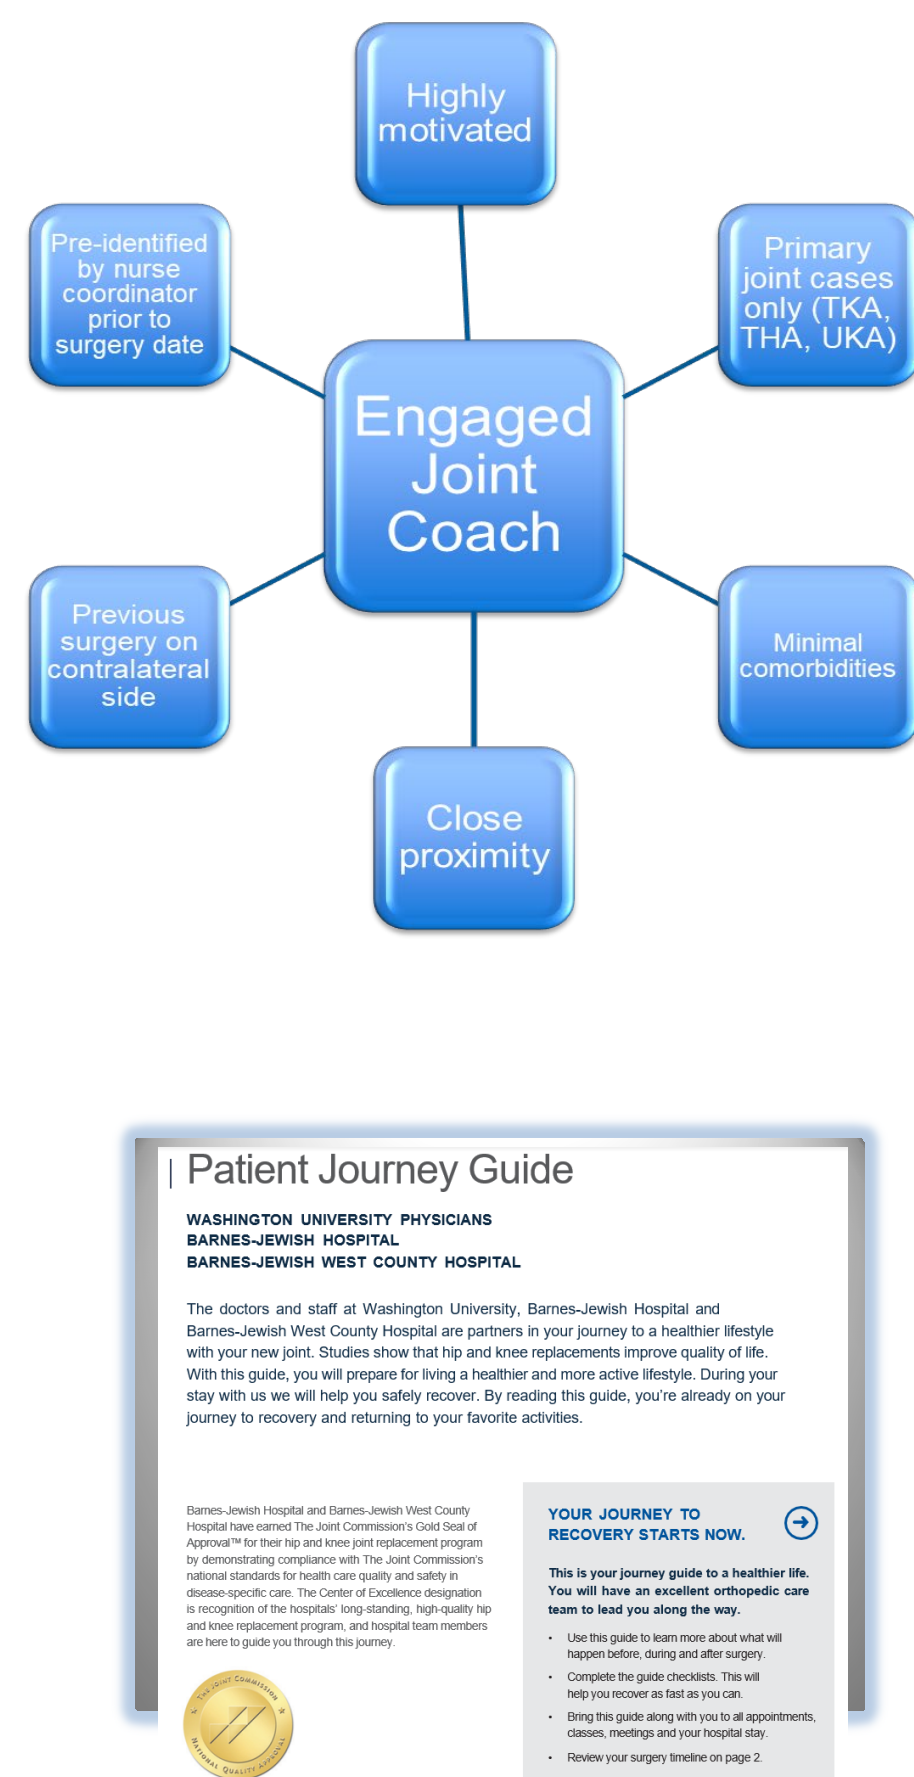 Highly
motivated
Pre-identified
by nurse
coordinator
prior to
surgery date
Primary
joint cases
only (TKA,
THA, UKA)
Engaged
Joint
Coach
Previous
surgery on
contralateral
side
Minimal
comorbidities
Close
proximity
Patient Journey Guide
WASHINGTON UNIVERSITY PHYSICIANS
BARNES-JEWISH HOSPITAL
BARNES-JEWISH WEST COUNTY HOSPITAL
The doctors and staff at Washington University, Barnes-Jewish Hospital and
Barnes-Jewish West County Hospital are partners in your journey to a healthier lifestyle
with your new joint. Studies show that hip and knee replacements improve quality of life.
With this guide, you will prepare for living a healthier and more active lifestyle. During your
stay with us we will help you safely recover. By reading this guide, you're already on your
journey to recovery and returning to your favorite activities.
Barnes-Jewish Hospital and Barnes-Jewish West County
Hospital have earned The Joint Commission's Gold Seal of
Approval™ for their hip and knee joint replacement program
by demonstrating compliance with The Joint Commission's
national standards for health care quality and safety in
disease-specific care. The Center of Excellence designation
is recognition of the hospitals' long-standing, high-quality hip
and knee replacement program, and hospital team members
are here to guide you through this journey.
THE JOINT COMMISSION
NATIONAL QUALITY APPROVAL
YOUR JOURNEY TO
RECOVERY STARTS NOW.
This is your journey guide to a healthier life.
You will have an excellent orthopedic care
team to lead you along the way.
• Use this guide to learn more about what will
happen before, during and after surgery.
• Complete the guide checklists. This will
help you recover as fast as you can.
• Bring this guide along with you to all appointments,
classes, meetings and your hospital stay.
• Review your surgery timeline on page 2.